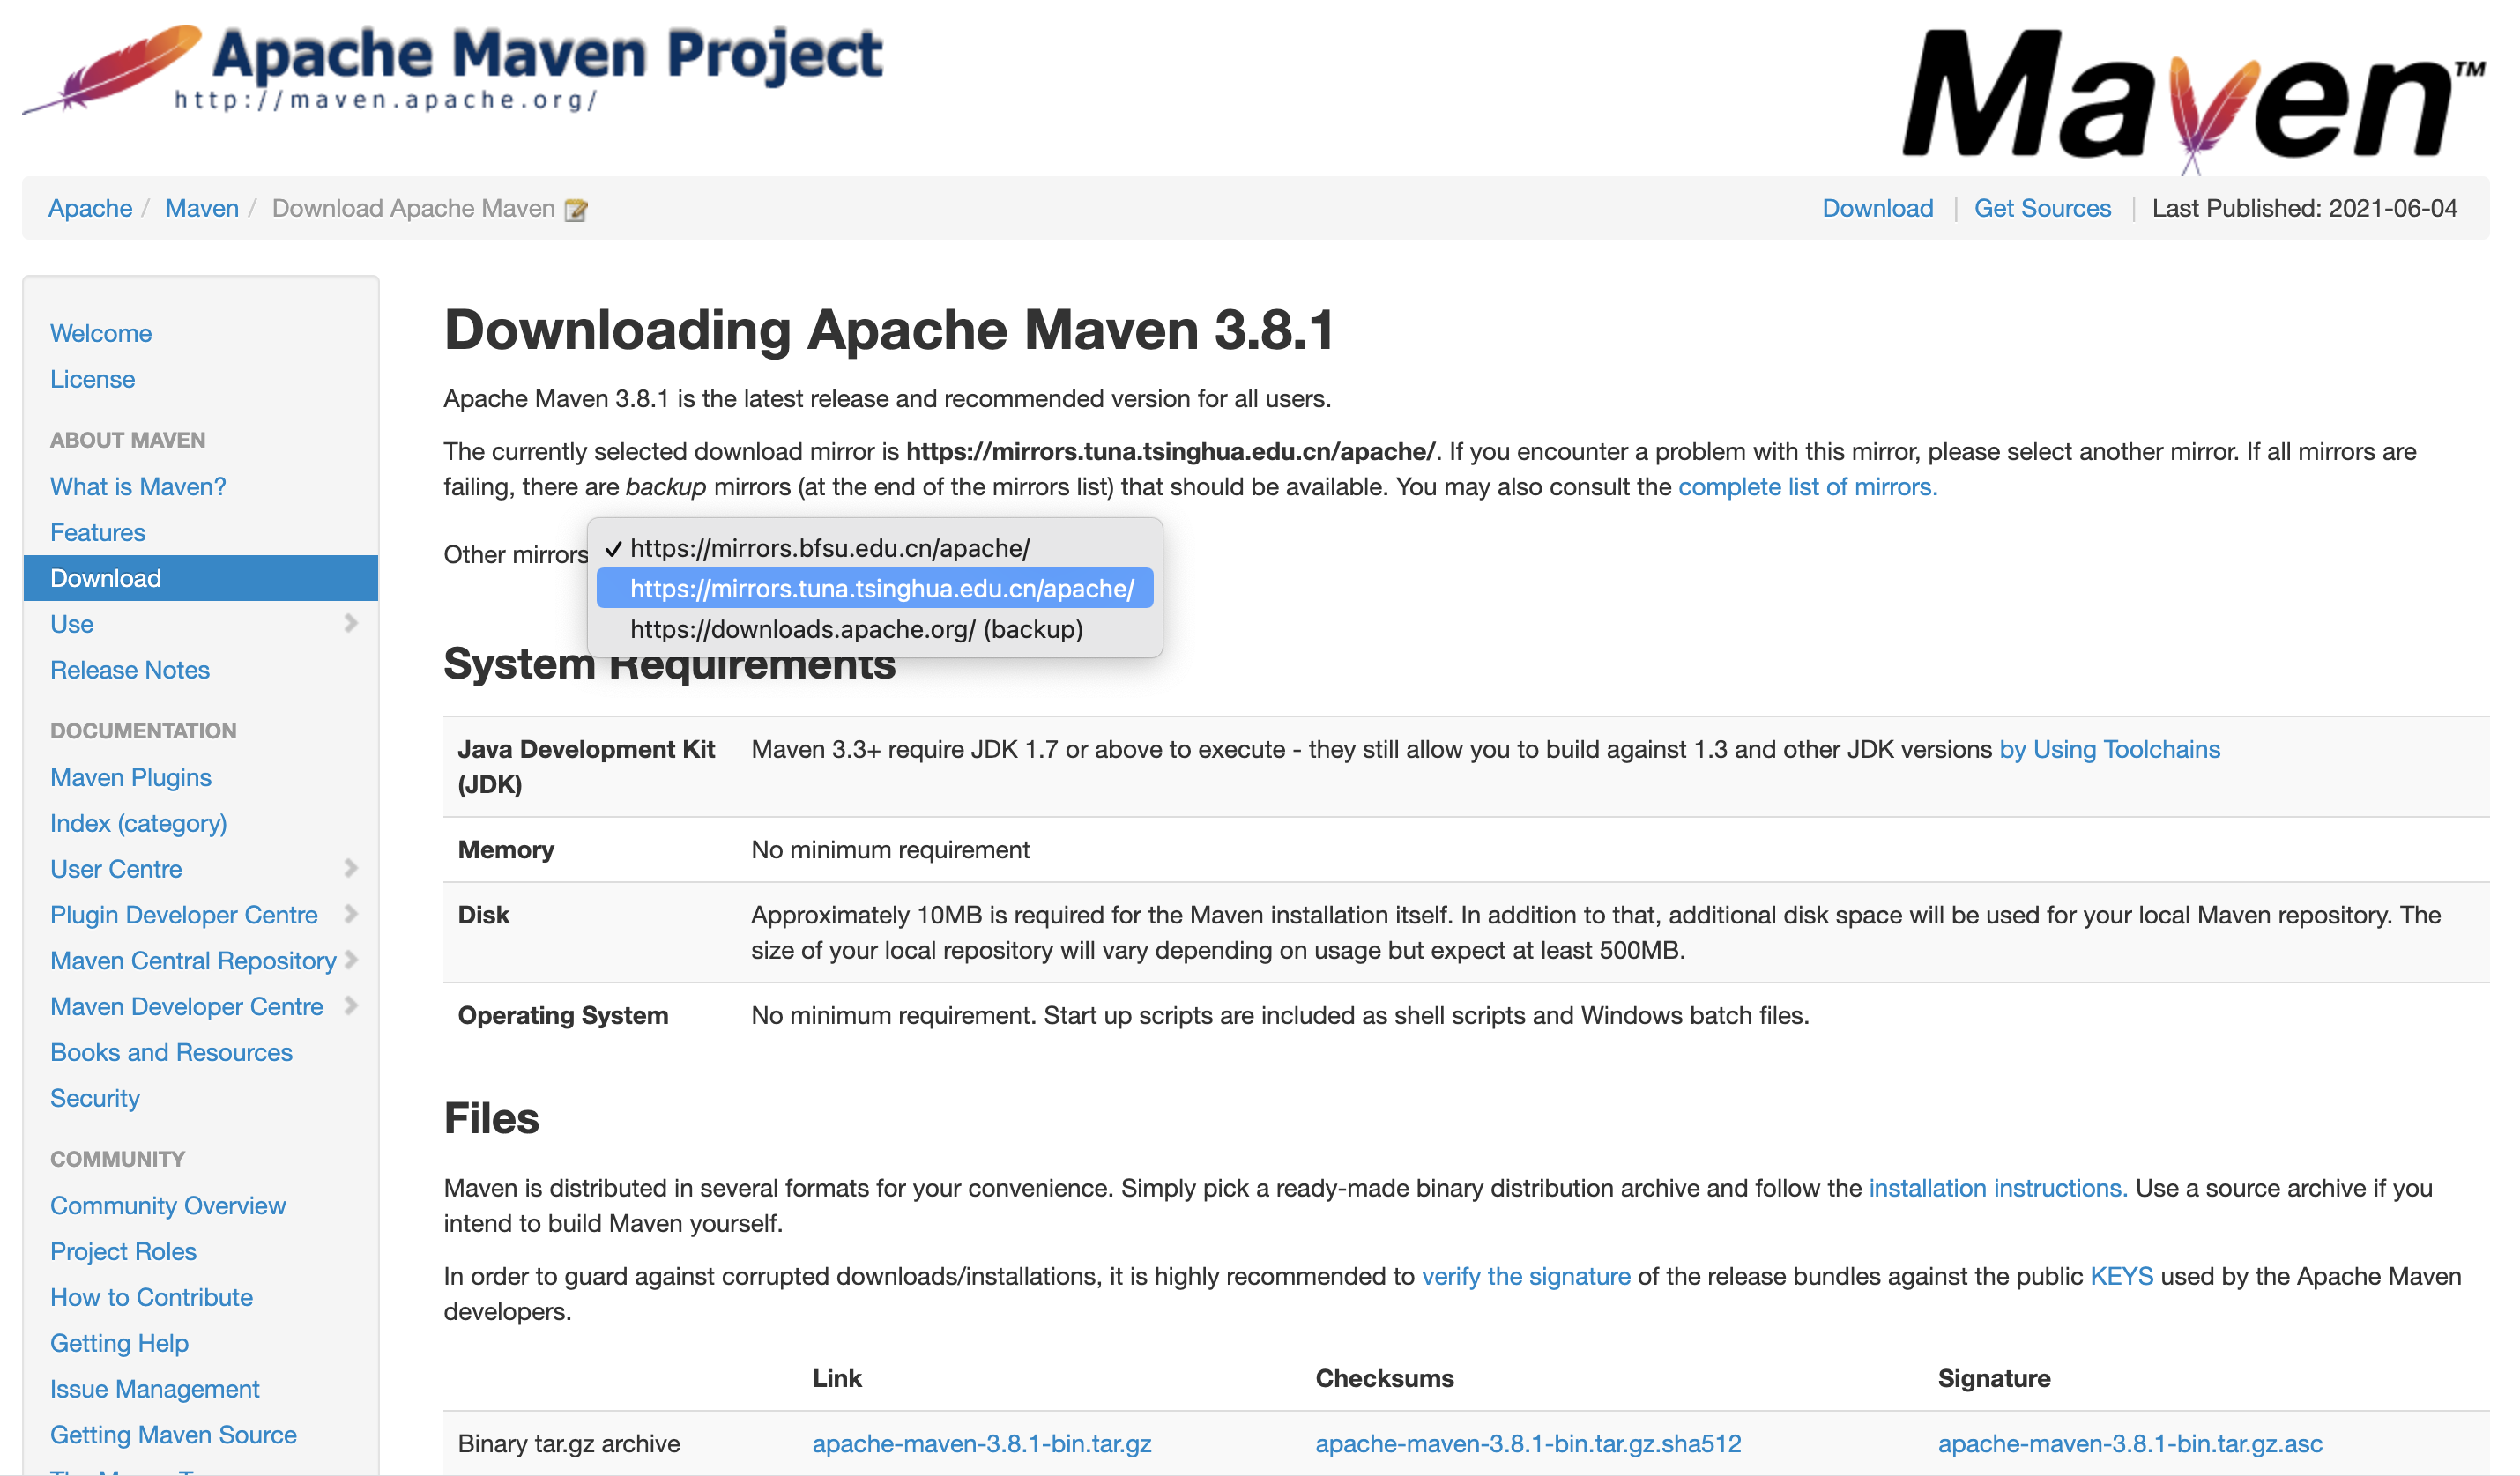 Apache Maven Project
http://maven.apache.org/
Maven™
Apache / Maven / Download Apache Maven
Download | Get Sources | Last Published: 2021-06-04
Welcome
License
ABOUT MAVEN
What is Maven?
Features
Download
Use
Release Notes
DOCUMENTATION
Maven Plugins
Index (category)
User Centre
Plugin Developer Centre
Maven Central Repository
Maven Developer Centre
Books and Resources
Security
COMMUNITY
Community Overview
Project Roles
How to Contribute
Getting Help
Issue Management
Getting Maven Source
Downloading Apache Maven 3.8.1
Apache Maven 3.8.1 is the latest release and recommended version for all users.
The currently selected download mirror is https://mirrors.tuna.tsinghua.edu.cn/apache/. If you encounter a problem with this mirror, please select another mirror. If all mirrors are
failing, there are backup mirrors (at the end of the mirrors list) that should be available. You may also consult the complete list of mirrors.
Other mirrors
✓ https://mirrors.bfsu.edu.cn/apache/
https://mirrors.tuna.tsinghua.edu.cn/apache/
https://downloads.apache.org/ (backup)
System Requirements
Java Development Kit Maven 3.3+ require JDK 1.7 or above to execute - they still allow you to build against 1.3 and other JDK versions by Using Toolchains
(JDK)
Memory No minimum requirement
Disk Approximately 10MB is required for the Maven installation itself. In addition to that, additional disk space will be used for your local Maven repository. The
size of your local repository will vary depending on usage but expect at least 500MB.
Operating System No minimum requirement. Start up scripts are included as shell scripts and Windows batch files.
Files
Maven is distributed in several formats for your convenience. Simply pick a ready-made binary distribution archive and follow the installation instructions. Use a source archive if you
intend to build Maven yourself.
In order to guard against corrupted downloads/installations, it is highly recommended to verify the signature of the release bundles against the public KEYS used by the Apache Maven
developers.
Link Checksums Signature
Binary tar.gz archive apache-maven-3.8.1-bin.tar.gz apache-maven-3.8.1-bin.tar.gz.sha512 apache-maven-3.8.1-bin.tar.gz.asc